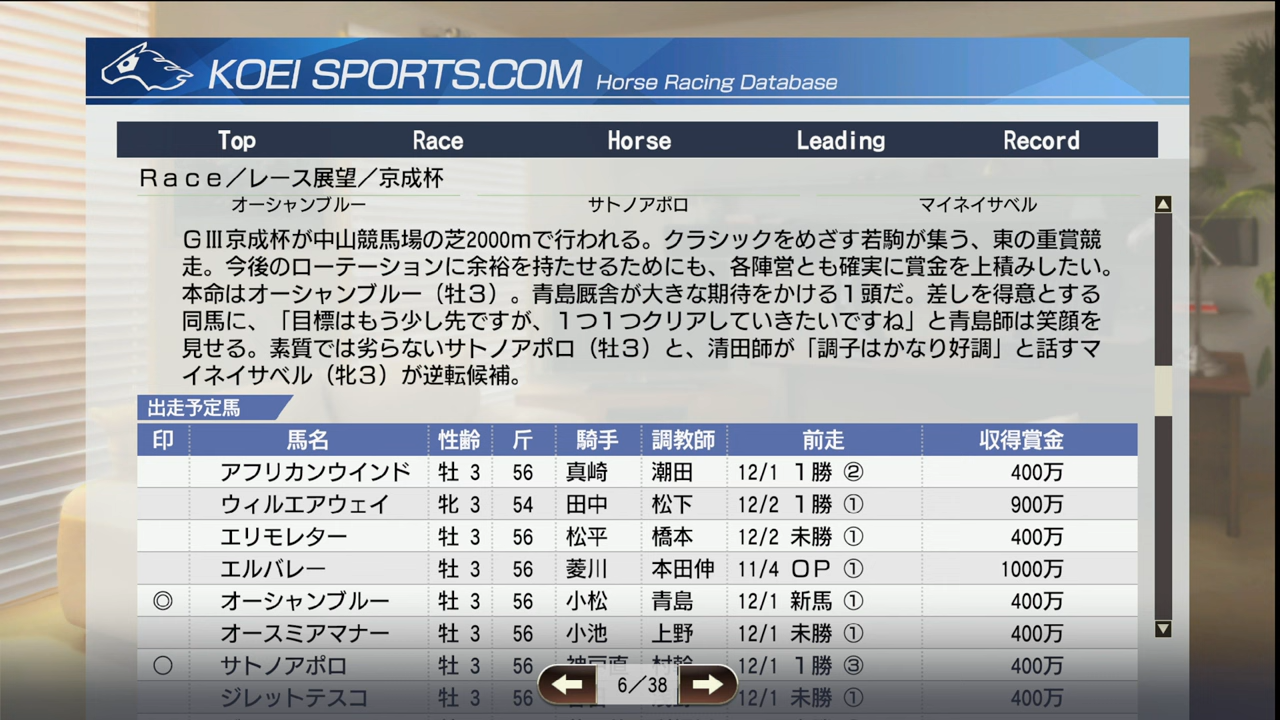 KOEI SPORTS.COM Horse Racing Database
Top Race Horse Leading Record
Race／レース展望／京成杯
オーシャンブルー サトノアポロ マイネイサベル
GⅢ京成杯が中山競馬場の芝2000mで行われる。クラシックをめざす若駒が集う、東の重賞競
走。今後のローテーションに余裕を持たせるためにも、各陣営とも確実に賞金を上積みしたい。
本命はオーシャンブルー（牡３）。青島厩舎が大きな期待をかける１頭だ。差しを得意とする
同馬に、「目標はもう少し先ですが、１つ１つクリアしていきたいですね」と青島師は笑顔を
見せる。素質では劣らないサトノアポロ（牡３）と、清田師が「調子はかなり好調」と話すマ
イネイサベル（牝３）が逆転候補。
出走予定馬
印 馬名 性齢 斤 騎手 調教師 前走 収得賞金
アフリカンウインド 牡 3 56 真崎 潮田 12/1 １勝 ② 400万
ウィルエアウェイ 牝 3 54 田中 松下 12/2 １勝 ① 900万
エリモレター 牡 3 56 松平 橋本 12/2 未勝 ① 400万
エルバレー 牡 3 56 菱川 本田伸 11/4 ＯＰ ① 1000万
◎ オーシャンブルー 牡 3 56 小松 青島 12/1 新馬 ① 400万
オースミアマナー 牡 3 56 小池 上野 12/1 未勝 ① 400万
○ サトノアポロ 牡 3 56 神戸直 村幹 12/1 １勝 ③ 400万
ジレットテスコ 牡 3 56 12/1 未勝 ① 400万
6／38